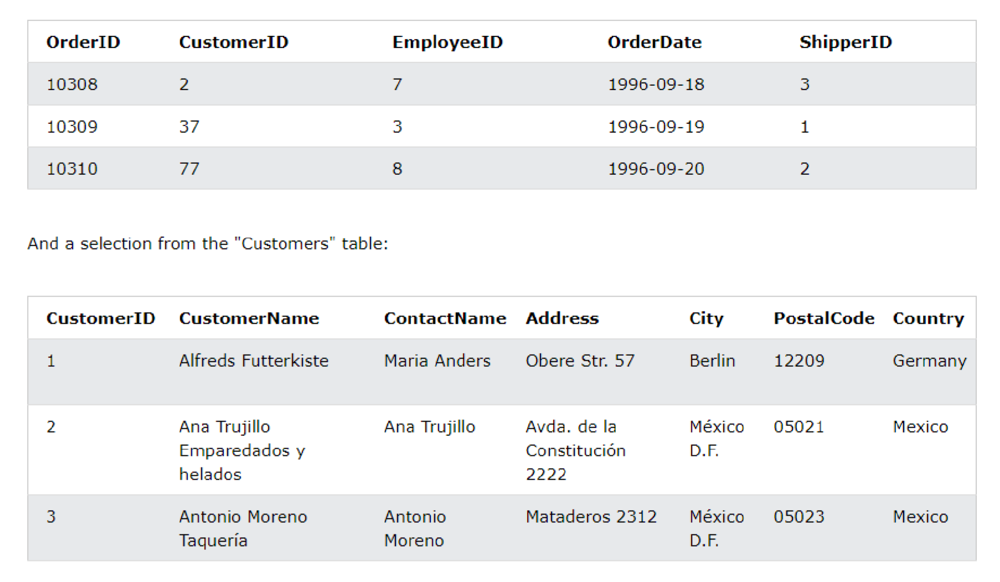 OrderID CustomerID EmployeeID OrderDate ShipperID
10308 2 7 1996-09-18 3
10309 37 3 1996-09-19 1
10310 77 8 1996-09-20 2
And a selection from the "Customers" table:
CustomerID CustomerName ContactName Address City PostalCode Country
1 Alfreds Futterkiste Maria Anders Obere Str. 57 Berlin 12209 Germany
2 Ana Trujillo Ana Trujillo Avda. de la México 05021 Mexico
Emparedados y Constitución D.F.
helados 2222
3 Antonio Moreno Antonio Mataderos 2312 México 05023 Mexico
Taquería Moreno D.F.